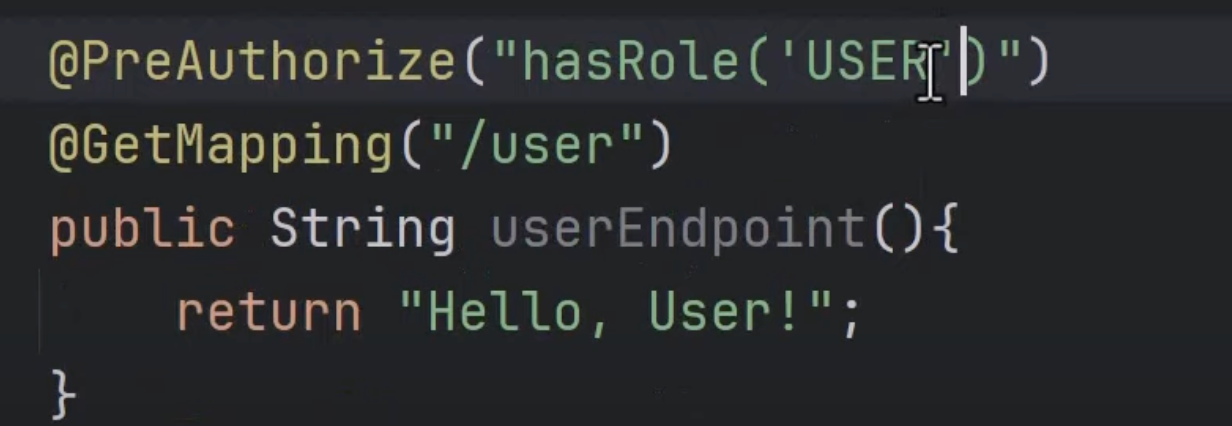 @PreAuthorize("hasRole('USER')")
@GetMapping("/user")
public String userEndpoint(){
    return "Hello, User!";
}